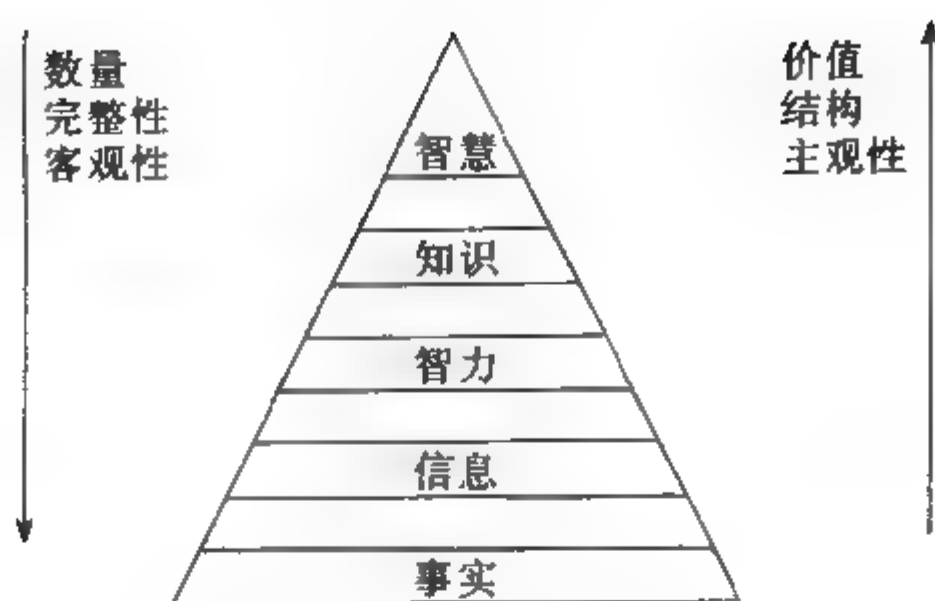 数量
完整性
客观性
价值
结构
主观性
智慧
知识
智力
信息
事实